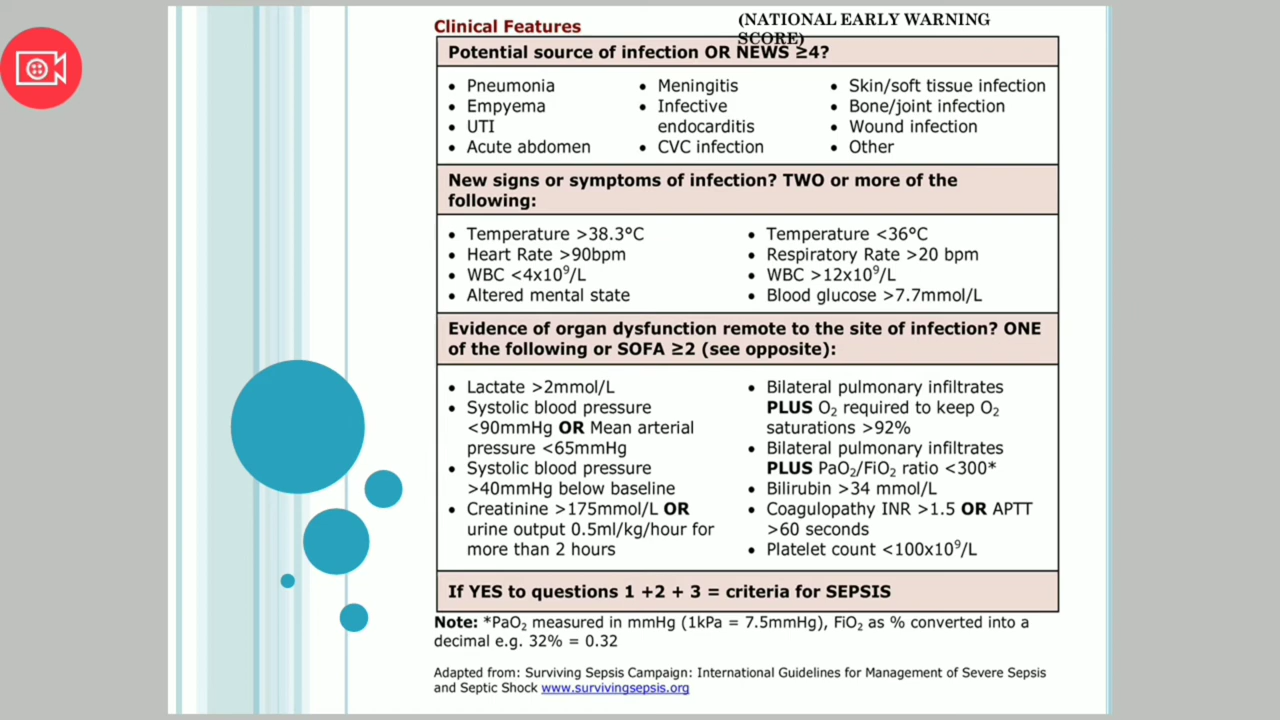 Clinical Features
(NATIONAL EARLY WARNING
SCORE)
Potential source of infection OR NEWS ≥4?
• Pneumonia
• Empyema
• UTI
• Acute abdomen
• Meningitis
• Infective
endocarditis
• CVC infection
• Skin/soft tissue infection
• Bone/joint infection
• Wound infection
• Other
New signs or symptoms of infection? TWO or more of the
following:
• Temperature >38.3°C
• Heart Rate >90bpm
• WBC <4x10⁹/L
• Altered mental state
• Temperature <36°C
• Respiratory Rate >20 bpm
• WBC >12x10⁹/L
• Blood glucose >7.7mmol/L
Evidence of organ dysfunction remote to the site of infection? ONE
of the following or SOFA ≥2 (see opposite):
• Lactate >2mmol/L
• Systolic blood pressure
<90mmHg OR Mean arterial
pressure <65mmHg
• Systolic blood pressure
>40mmHg below baseline
• Creatinine >175mmol/L OR
urine output 0.5ml/kg/hour for
more than 2 hours
• Bilateral pulmonary infiltrates
PLUS O₂ required to keep O₂
saturations >92%
• Bilateral pulmonary infiltrates
PLUS PaO₂/FiO₂ ratio <300*
• Bilirubin >34 mmol/L
• Coagulopathy INR >1.5 OR APTT
>60 seconds
• Platelet count <100x10⁹/L
If YES to questions 1 +2 + 3 = criteria for SEPSIS
Note: *PaO₂ measured in mmHg (1kPa = 7.5mmHg), FiO₂ as % converted into a
decimal e.g. 32% = 0.32
Adapted from: Surviving Sepsis Campaign: International Guidelines for Management of Severe Sepsis
and Septic Shock www.survivingsepsis.org